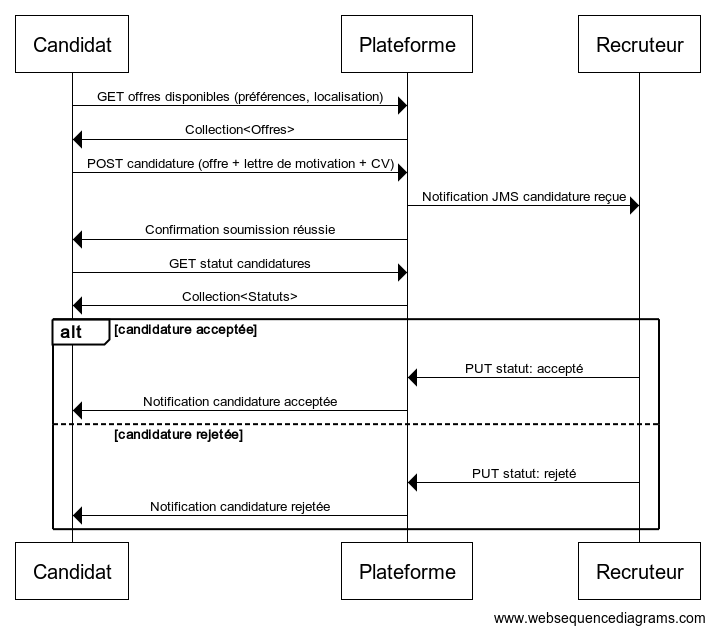 Candidat
Plateforme
Recruteur
GET offres disponibles (préférences, localisation)
Collection<Offres>
POST candidature (offre + lettre de motivation + CV)
Notification JMS candidature reçue
Confirmation soumission réussie
GET statut candidatures
Collection<Statuts>
alt [candidature acceptée]
PUT statut: accepté
Notification candidature acceptée
[candidature rejetée]
PUT statut: rejeté
Notification candidature rejetée
Candidat
Plateforme
Recruteur
www.websequencediagrams.com